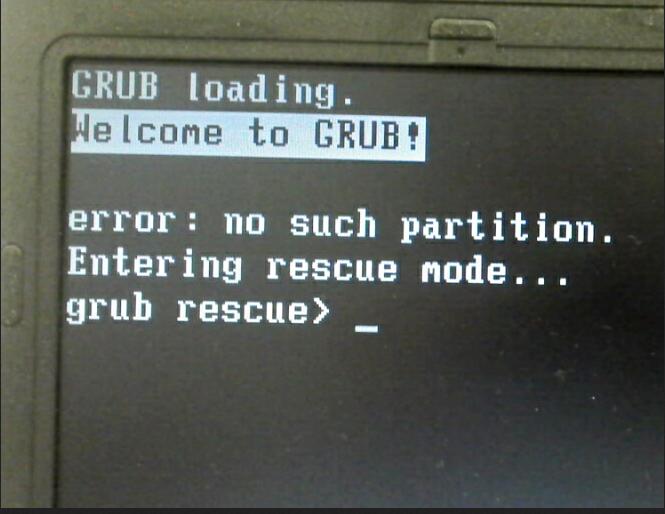 GRUB loading.
Welcome to GRUB!
error: no such partition.
Entering rescue mode...
grub rescue> _